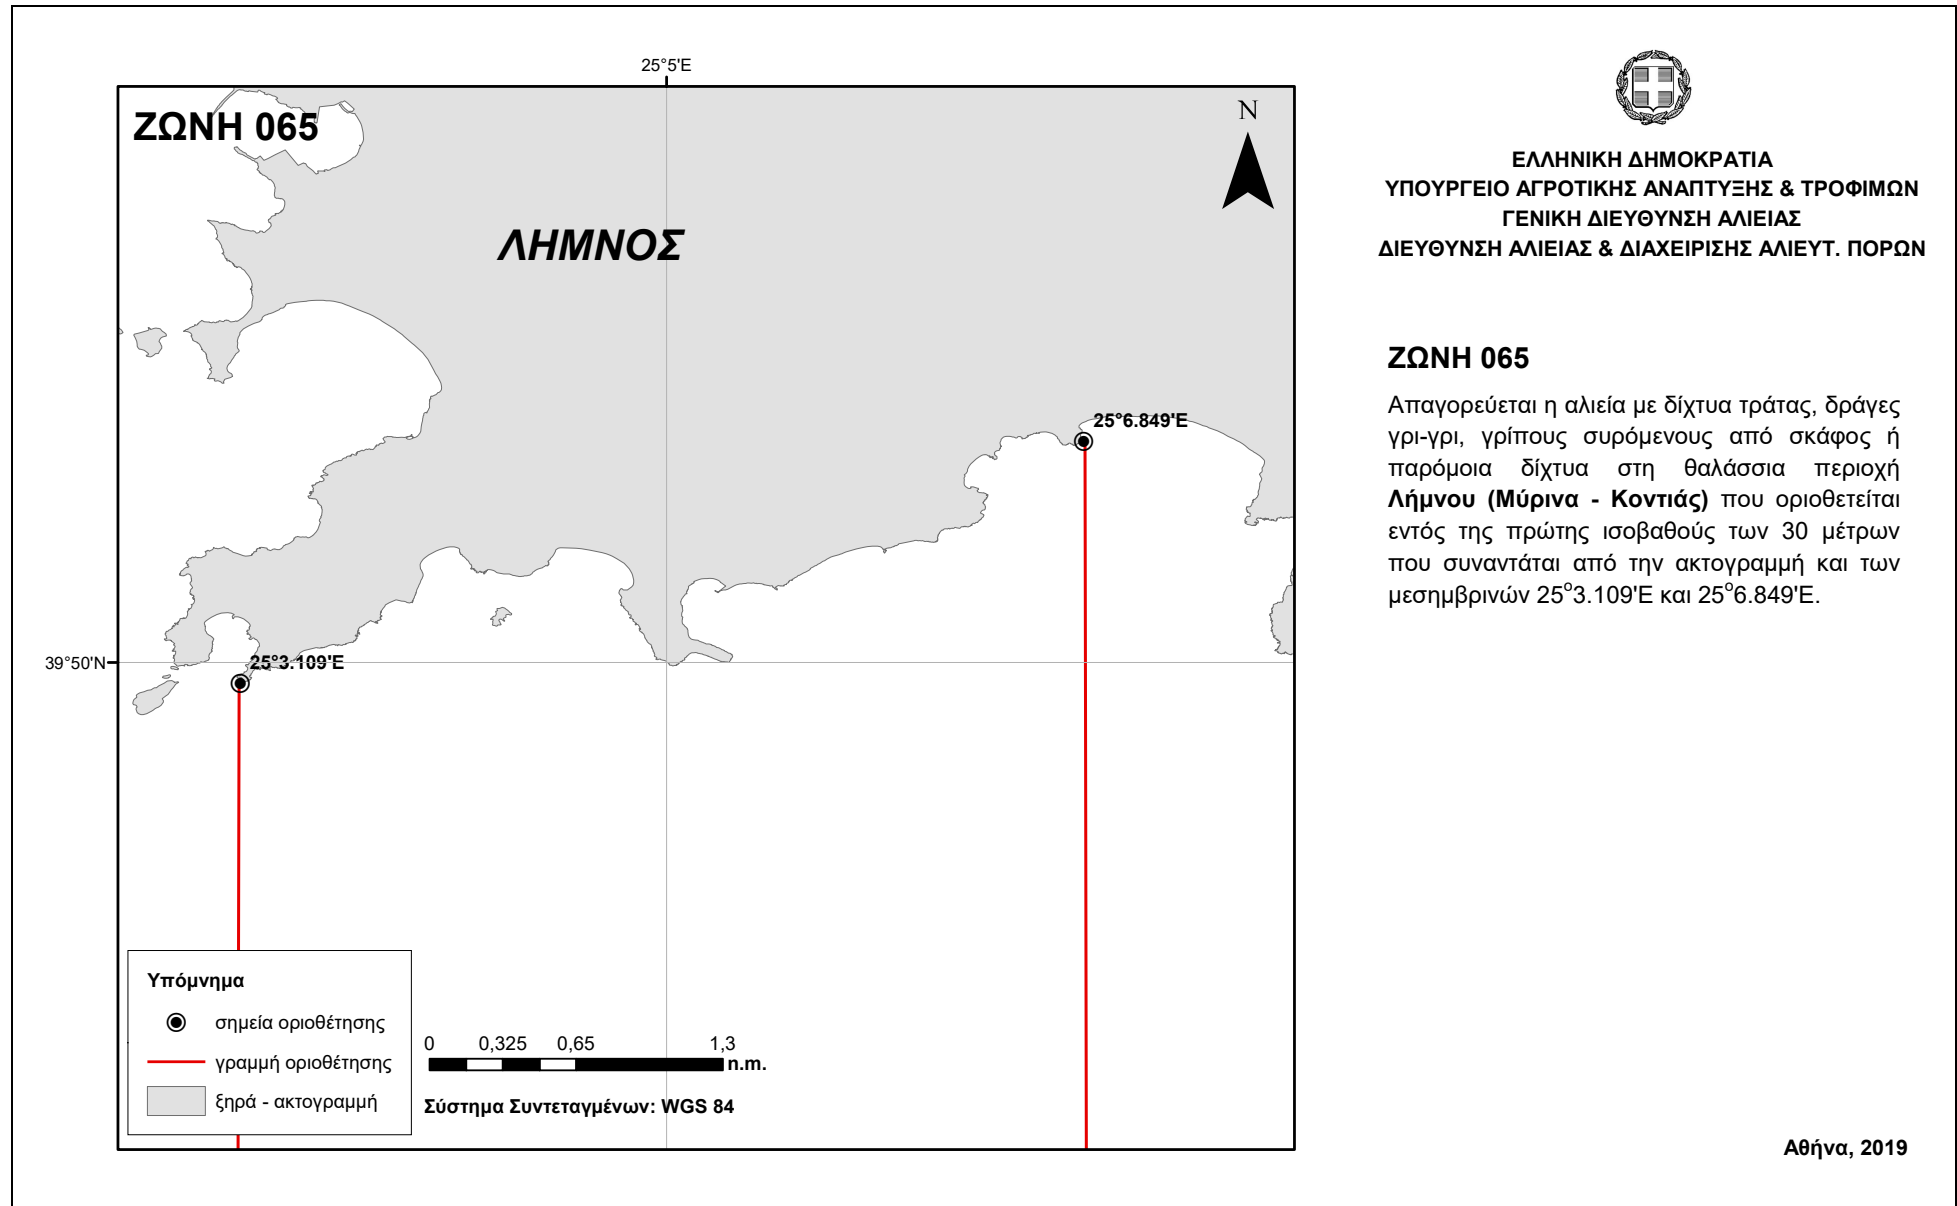 25°5'E
ΖΩΝΗ 065
N
ΛΗΜΝΟΣ
25°6.849'E
39°50'N
25°3.109'E
Υπόμνημα
σημεία οριοθέτησης
γραμμή οριοθέτησης
ξηρά - ακτογραμμή
0 0,325 0,65 1,3
n.m.
Σύστημα Συντεταγμένων: WGS 84
ΕΛΛΗΝΙΚΗ ΔΗΜΟΚΡΑΤΙΑ
ΥΠΟΥΡΓΕΙΟ ΑΓΡΟΤΙΚΗΣ ΑΝΑΠΤΥΞΗΣ & ΤΡΟΦΙΜΩΝ
ΓΕΝΙΚΗ ΔΙΕΥΘΥΝΣΗ ΑΛΙΕΙΑΣ
ΔΙΕΥΘΥΝΣΗ ΑΛΙΕΙΑΣ & ΔΙΑΧΕΙΡΙΣΗΣ ΑΛΙΕΥΤ. ΠΟΡΩΝ
ΖΩΝΗ 065
Απαγορεύεται η αλιεία με δίχτυα τράτας, δράγες
γρι-γρι, γρίπους συρόμενους από σκάφος ή
παρόμοια δίχτυα στη θαλάσσια περιοχή
Λήμνου (Μύρινα - Κοντιάς) που οριοθετείται
εντός της πρώτης ισοβαθούς των 30 μέτρων
που συναντάται από την ακτογραμμή και των
μεσημβρινών 25°3.109'E και 25°6.849'E.
Αθήνα, 2019